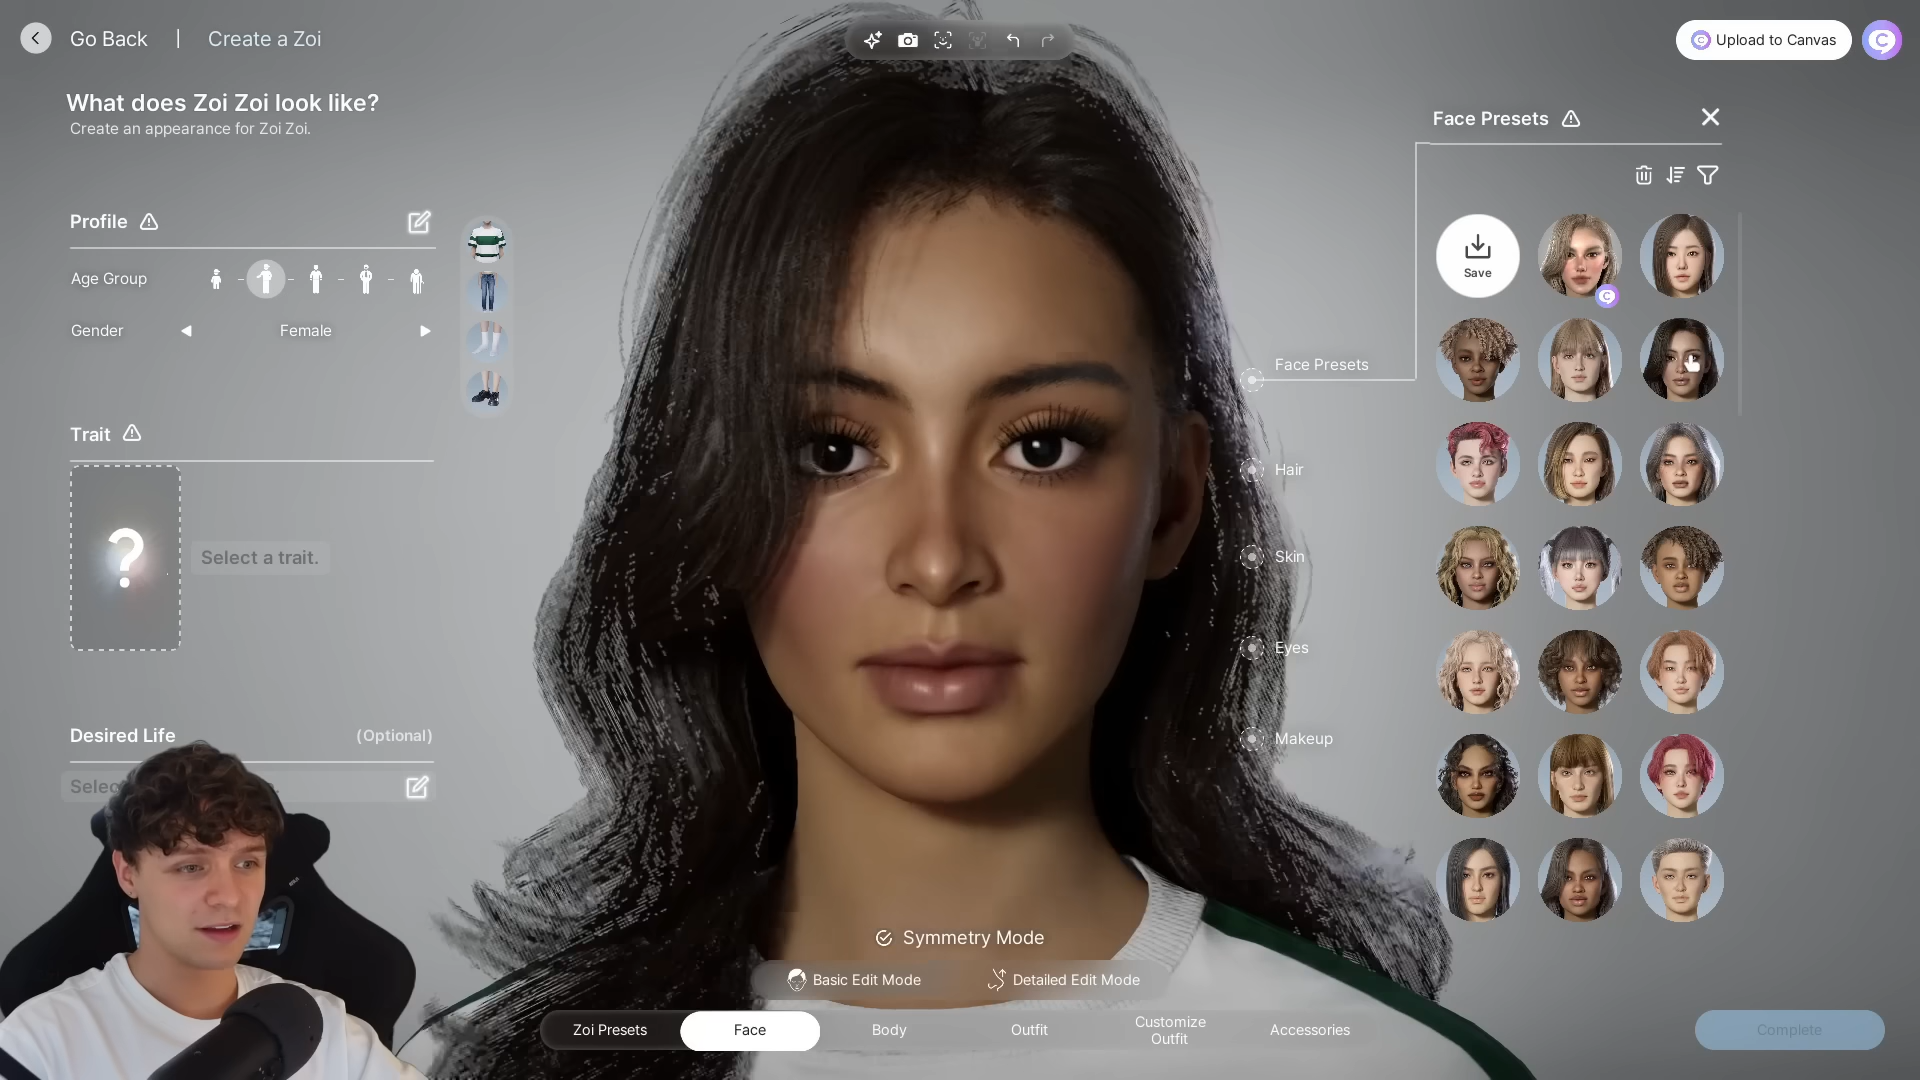 Go Back | Create a Zoi
Upload to Canvas
What does Zoi Zoi look like?
Create an appearance for Zoi Zoi.
Profile
Age Group
Gender
Female
Trait
Select a trait.
Desired Life
(Optional)
Face Presets
Save
Face Presets
Hair
Skin
Eyes
Makeup
Symmetry Mode
Basic Edit Mode
Detailed Edit Mode
Zoi Presets
Face
Body
Outfit
Customize
Outfit
Accessories
Complete